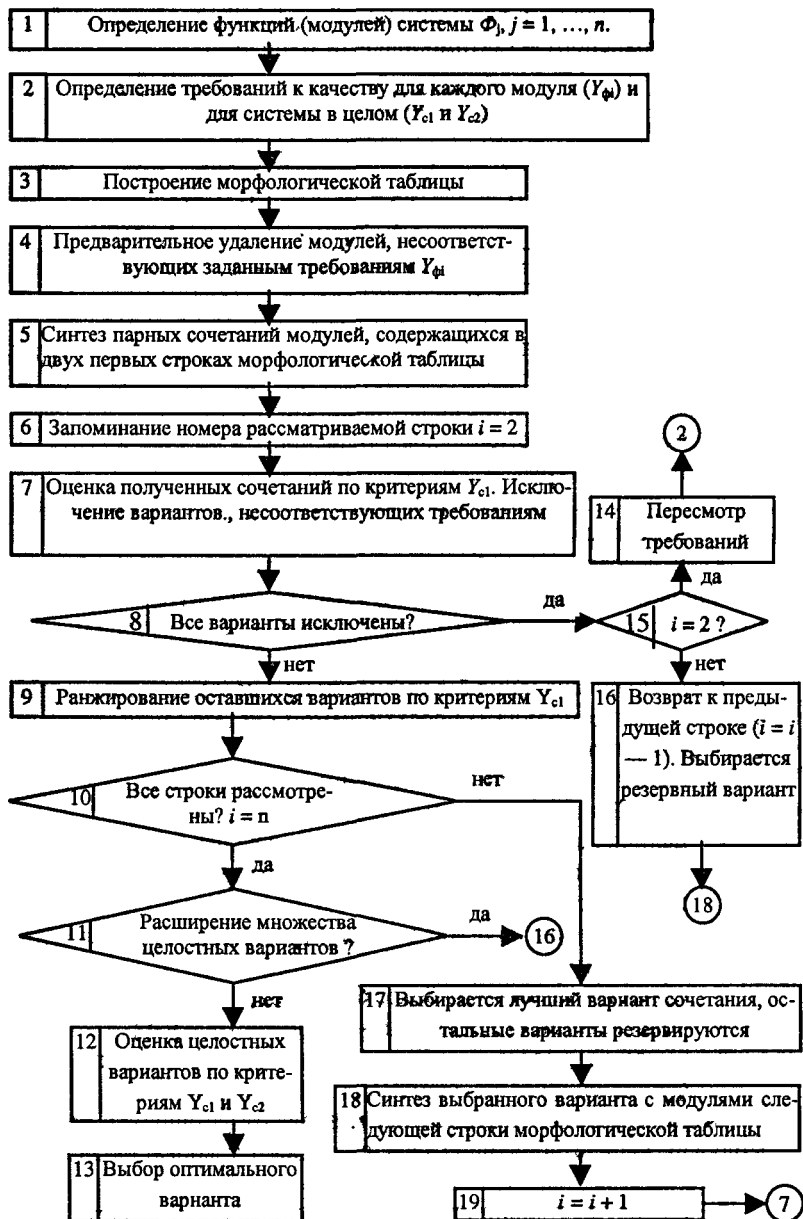 1 Определение функций (модулей) системы Фj, j = 1, …, n.
2 Определение требований к качеству для каждого модуля (Yфi) и
для системы в целом (Yс1 и Yс2)
3 Построение морфологической таблицы
4 Предварительное удаление модулей, несоответст-
вующих заданным требованиям Yфi
5 Синтез парных сочетаний модулей, содержащихся в
двух первых строках морфологической таблицы
6 Запоминание номера рассматриваемой строки i = 2
2
7 Оценка полученных сочетаний по критериям Yс1. Исклю-
чение вариантов., несоответствующих требованиям
14 Пересмотр
требований
да
8 Все варианты исключены?
да
15 i = 2 ?
нет
нет
9 Ранжирование оставшихся вариантов по критериям Yс1
16 Возврат к преды-
дущей строке (i = i
— 1). Выбирается
резервный вариант
18
10 Все строки рассмотре-
ны? i = n
нет
да
11 Расширение множества
целостных вариантов ?
да
16
нет
17 Выбирается лучший вариант сочетания, ос-
тальные варианты резервируются
12 Оценка целостных
вариантов по крите-
риям Yс1 и Yс2
18 Синтез выбранного варианта с модулями сле-
дующей строки морфологической таблицы
13 Выбор оптимального
варианта
19 i = i + 1
7